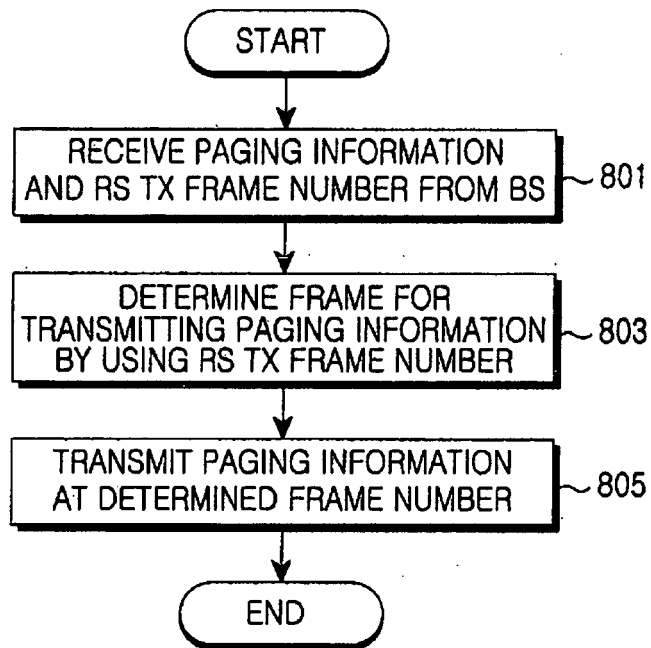 START
RECEIVE PAGING INFORMATION
AND RS TX FRAME NUMBER FROM BS
801
DETERMINE FRAME FOR
TRANSMITTING PAGING INFORMATION
BY USING RS TX FRAME NUMBER
803
TRANSMIT PAGING INFORMATION
AT DETERMINED FRAME NUMBER
805
END